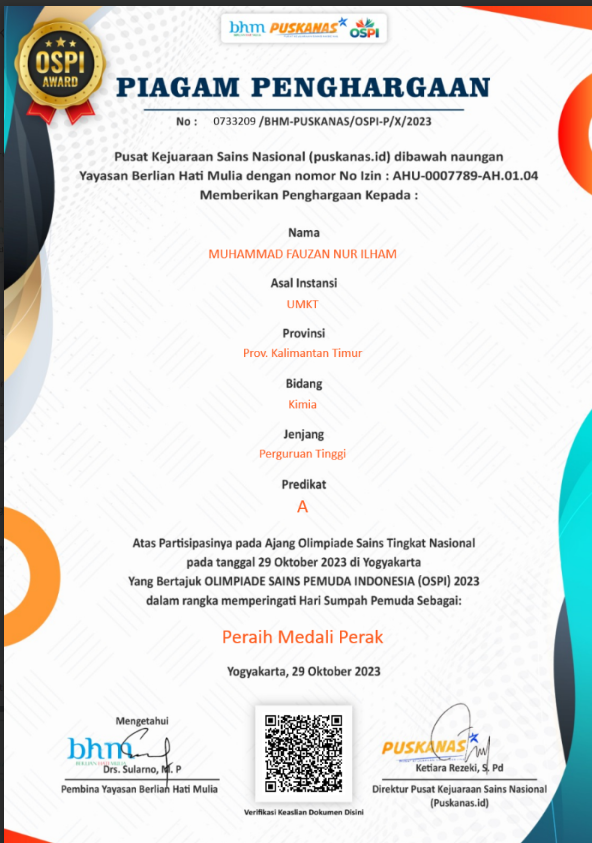 bhm PUSKANAS OSPI
OSPI
AWARD
PIAGAM PENGHARGAAN
No : 0733209 /BHM-PUSKANAS/OSPI-P/X/2023
Pusat Kejuaraan Sains Nasional (puskanas.id) dibawah naungan
Yayasan Berlian Hati Mulia dengan nomor No Izin : AHU-0007789-AH.01.04
Memberikan Penghargaan Kepada :
Nama
MUHAMMAD FAUZAN NUR ILHAM
Asal Instansi
UMKT
Provinsi
Prov. Kalimantan Timur
Bidang
Kimia
Jenjang
Perguruan Tinggi
Predikat
A
Atas Partisipasinya pada Ajang Olimpiade Sains Tingkat Nasional
pada tanggal 29 Oktober 2023 di Yogyakarta
Yang Bertajuk OLIMPIADE SAINS PEMUDA INDONESIA (OSPI) 2023
dalam rangka memperingati Hari Sumpah Pemuda Sebagai:
Peraih Medali Perak
Yogyakarta, 29 Oktober 2023
Mengetahui
bhm
Drs. Sularno, M. P
Pembina Yayasan Berlian Hati Mulia
Verifikasi Keaslian Dokumen Disini
PUSKANAS
Ketiara Rezeki, S. Pd
Direktur Pusat Kejuaraan Sains Nasional
(Puskanas.id)